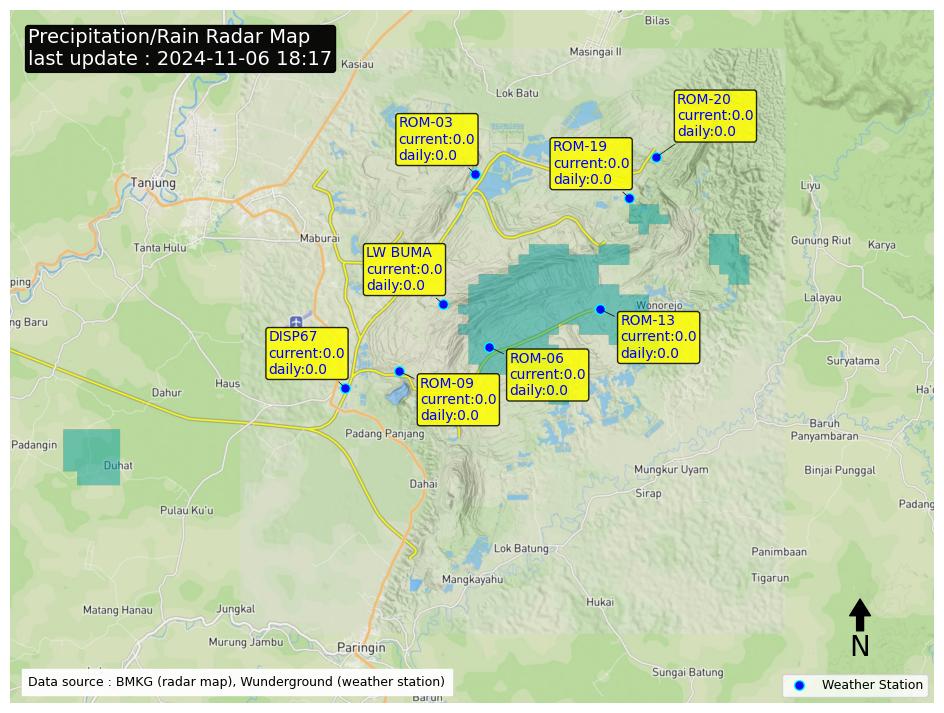 Precipitation/Rain Radar Map
last update : 2024-11-06 18:17
Bilas
Masingai II
Kasiau
Lok Batu
ROM-20
current:0.0
daily:0.0
ROM-03
current:0.0
daily:0.0
ROM-19
current:0.0
daily:0.0
Tanjung
Liyu
Maburai
Tanta Hulu
Gunung Riut
Karya
LW BUMA
current:0.0
daily:0.0
ping
Lalayau
Wonorejo
ng Baru
ROM-13
current:0.0
daily:0.0
DISP67
current:0.0
daily:0.0
ROM-06
current:0.0
daily:0.0
Suryatama
ROM-09
current:0.0
daily:0.0
Haus
Dahur
Ha'
Baruh
Panyambaran
Padang Panjang
Padangin
Duhat
Mungkur Uyam
Binjai Punggal
Dahai
Sirap
Padang
Pulau Ku'u
Lok Batung
Panimbaan
Mangkayahu
Tigarun
Hukai
Matang Hanau
Jungkal
Murung Jambu
Paringin
N
Sungai Batung
Data source : BMKG (radar map), Wunderground (weather station)
Weather Station
Barun